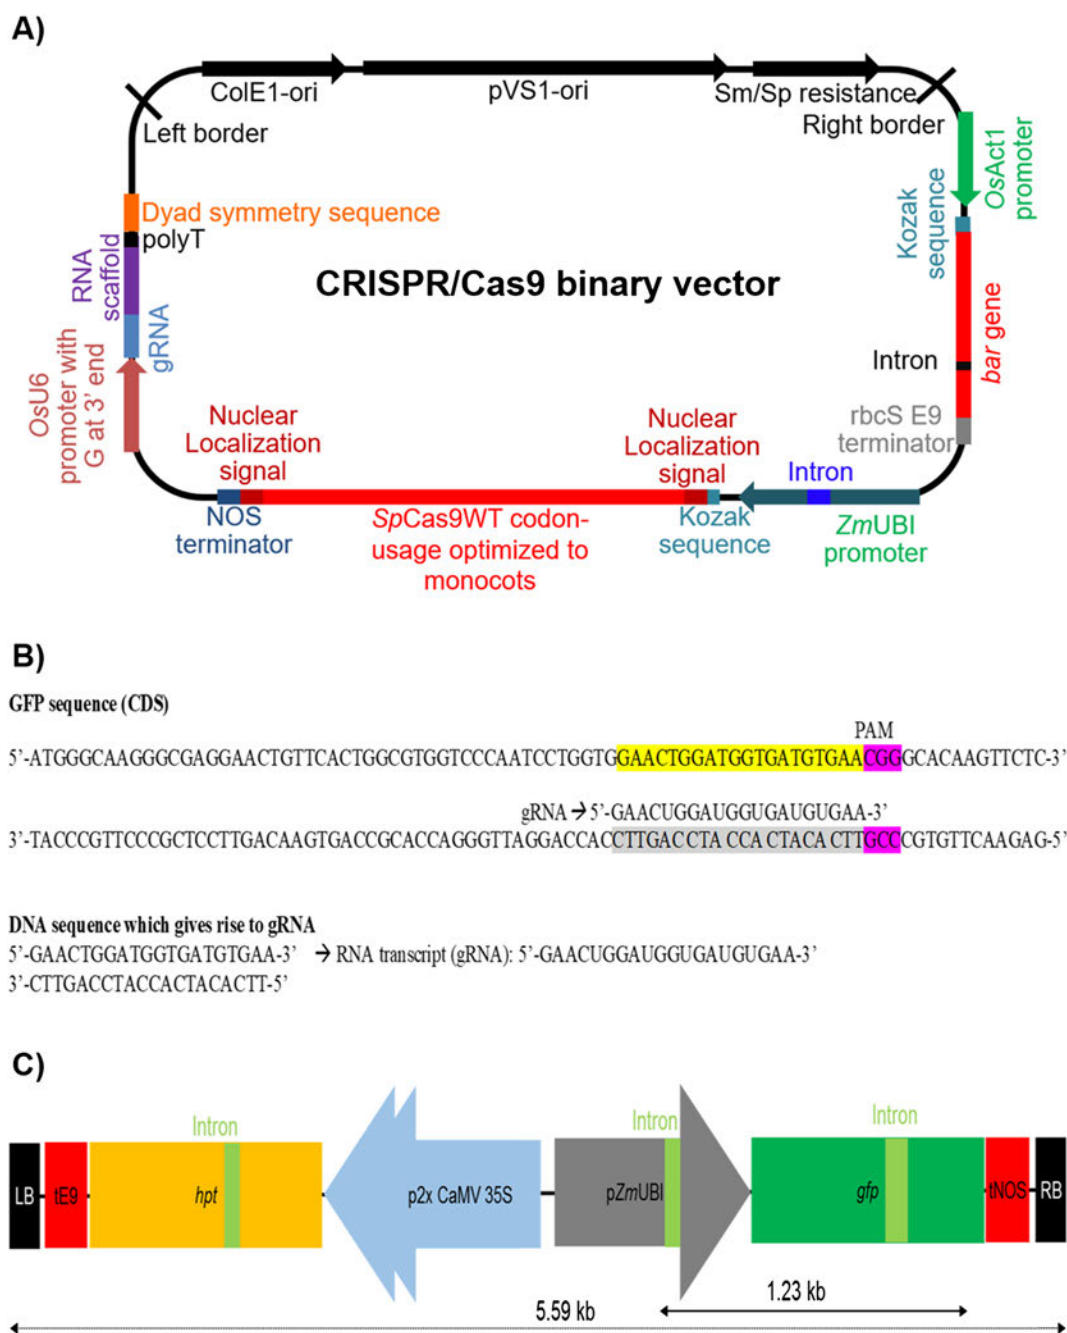 A)
ColE1-ori
pVS1-ori
Sm/Sp resistance
Left border
Right border
OsAct1 promoter
Kozak sequence
Dyad symmetry sequence
polyT
RNA scaffold
gRNA
OsU6 promoter with G at 3' end
CRISPR/Cas9 binary vector
Intron
bar gene
rbcS E9
terminator
Nuclear
Localization
signal
Nuclear
Localization
signal
Intron
NOS
terminator
SpCas9WT codon-
usage optimized to
monocots
Kozak
sequence
ZmUBI
promoter
B)
GFP sequence (CDS)
PAM
5'-ATGGGCAAGGGCGAGGAACTGTTCACTGGCGTGGTCCCAATCCTGGTGGAACTGGATGGTGATGTGAACGGGCACAAGTTCTC-3'
gRNA → 5'-GAACUGGAUGGUGAUGUGAA-3'
3'-TACCCGTTCCCGCTCCTTGACAAGTGACCGCACCAGGGTTAGGACCACCTTGACCTACCACTACACTTGCCCGTGTTCAAGAG-5'
DNA sequence which gives rise to gRNA
5'-GAACTGGATGGTGATGTGAA-3' → RNA transcript (gRNA): 5'-GAACUGGAUGGUGAUGUGAA-3'
3'-CTTGACCTACCACTACACTT-5'
C)
Intron
Intron
Intron
LB
tE9
hpt
p2x CaMV 35S
pZmUBI
gfp
tNOS
RB
1.23 kb
5.59 kb